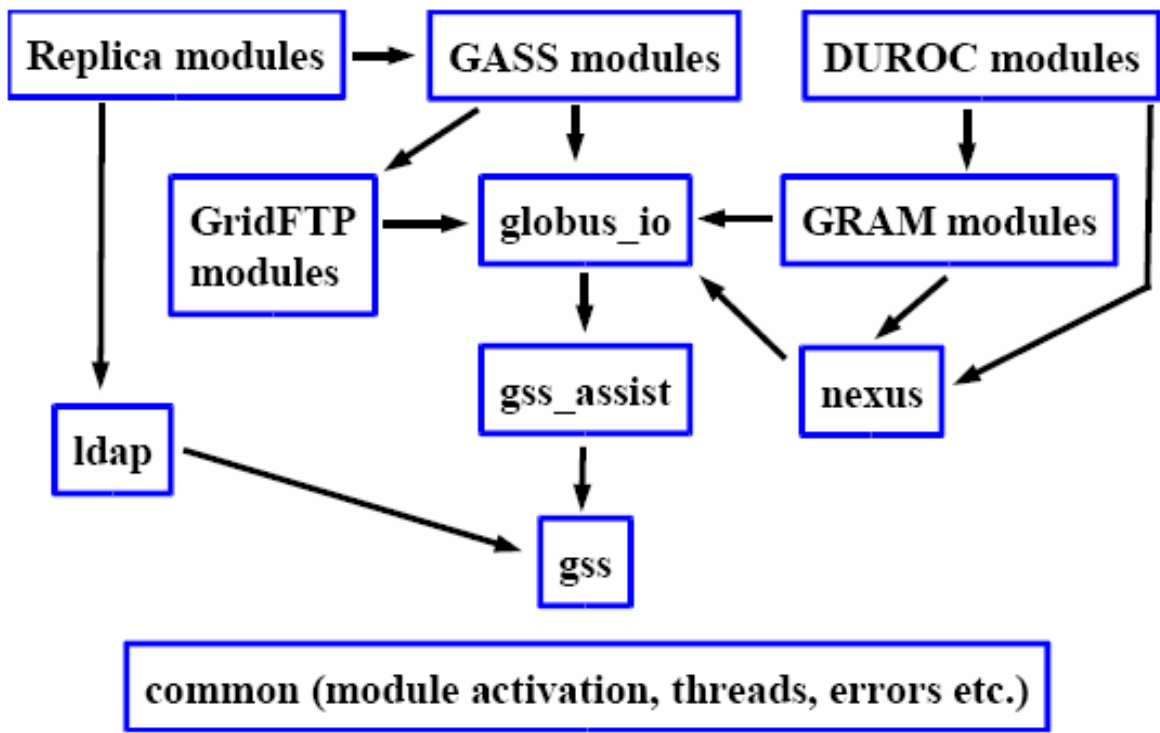 Replica modules
GASS modules
DUROC modules
GridFTP
modules
globus_io
GRAM modules
gss_assist
nexus
ldap
gss
common (module activation, threads, errors etc.)